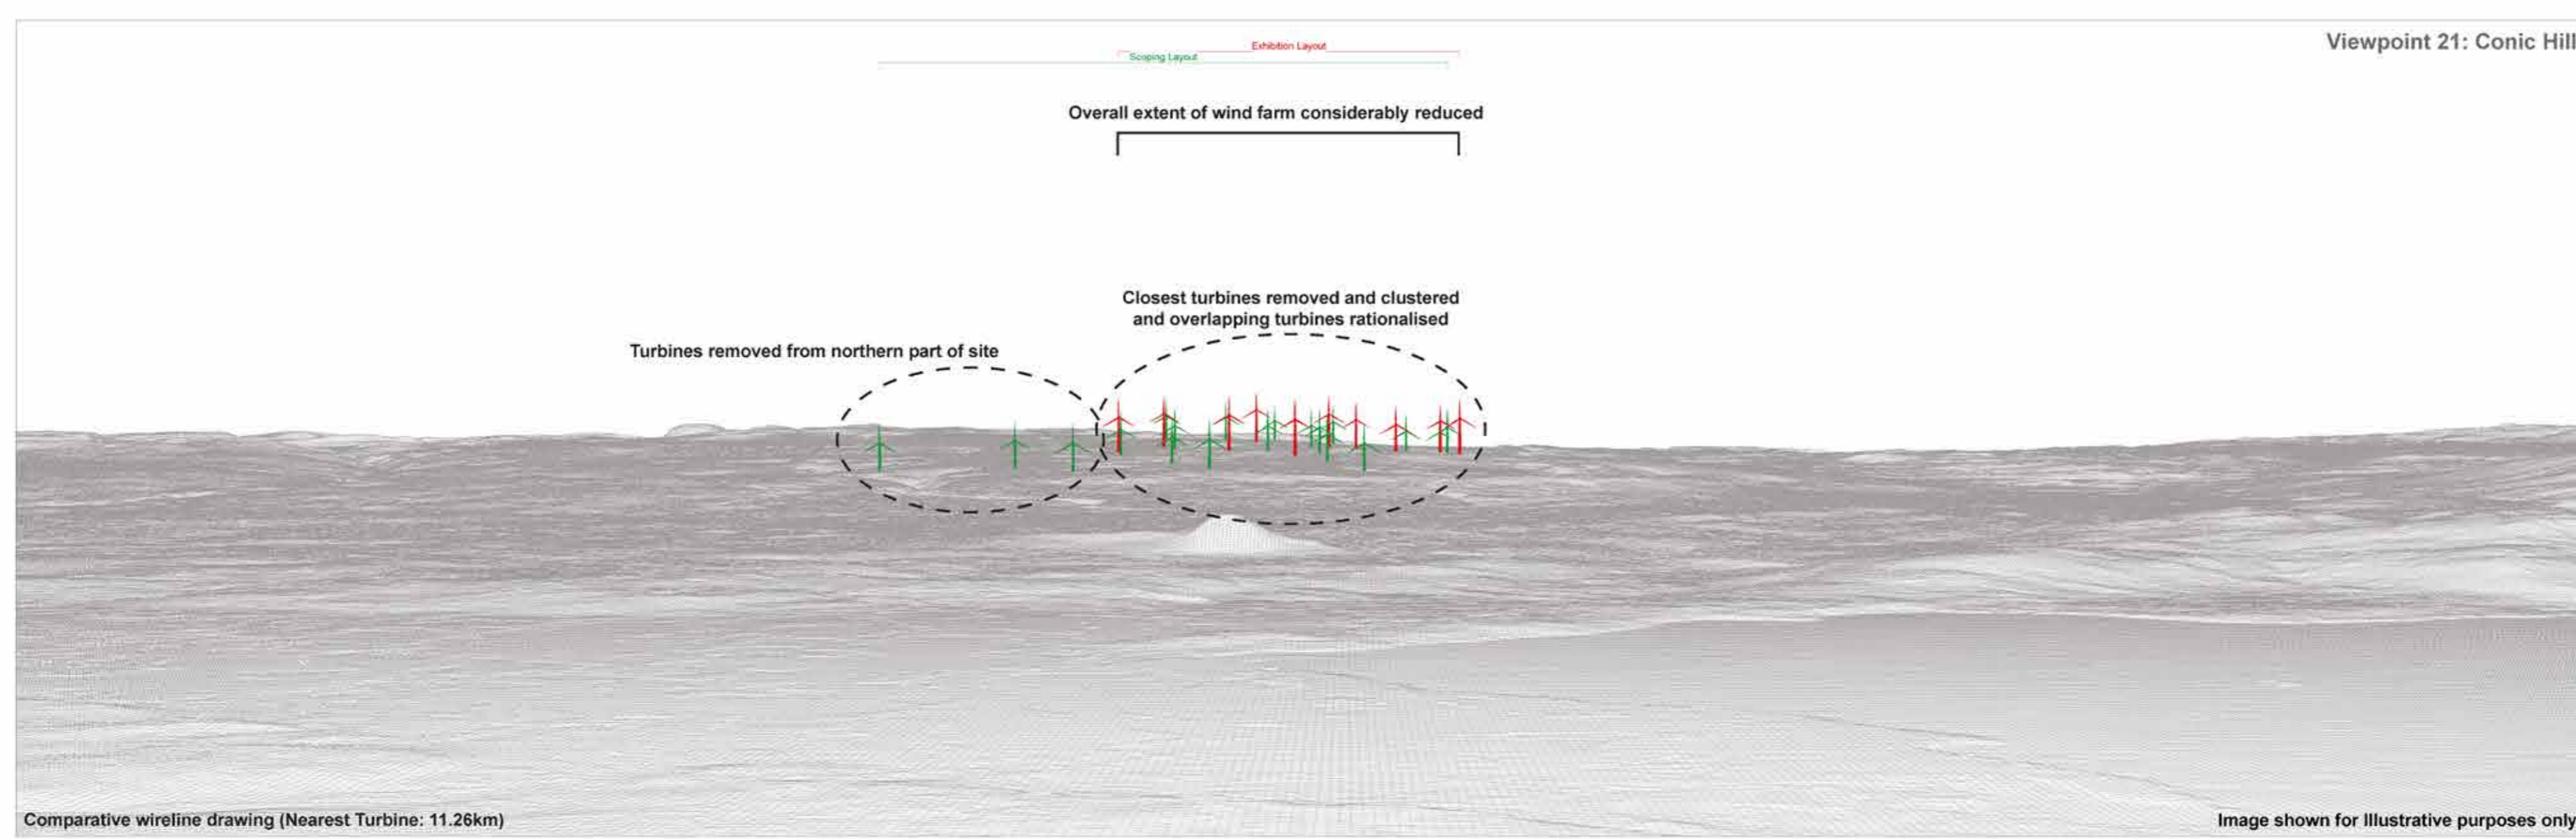 Viewpoint 21: Conic Hill
Exhibition Layout
Scoping Layout
Overall extent of wind farm considerably reduced
Closest turbines removed and clustered
and overlapping turbines rationalised
Turbines removed from northern part of site
Comparative wireline drawing (Nearest Turbine: 11.26km)
Image shown for Illustrative purposes only